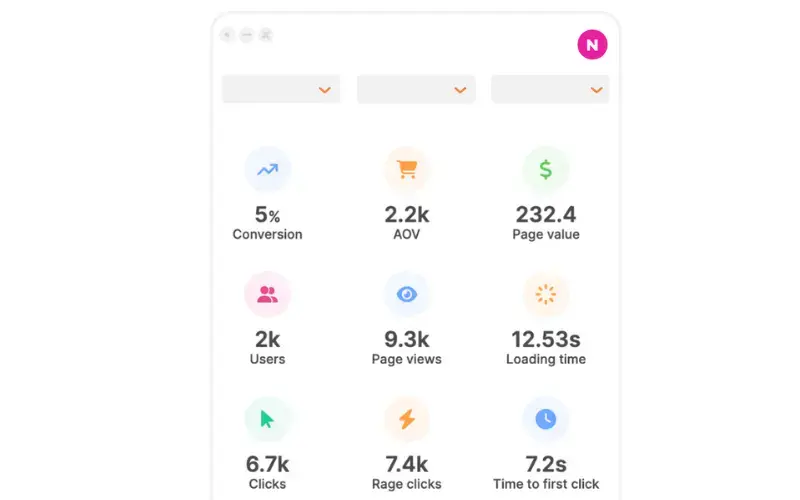 N
5%
Conversion
2.2k
AOV
232.4
Page value
2k
Users
9.3k
Page views
12.53s
Loading time
6.7k
Clicks
7.4k
Rage clicks
7.2s
Time to first click